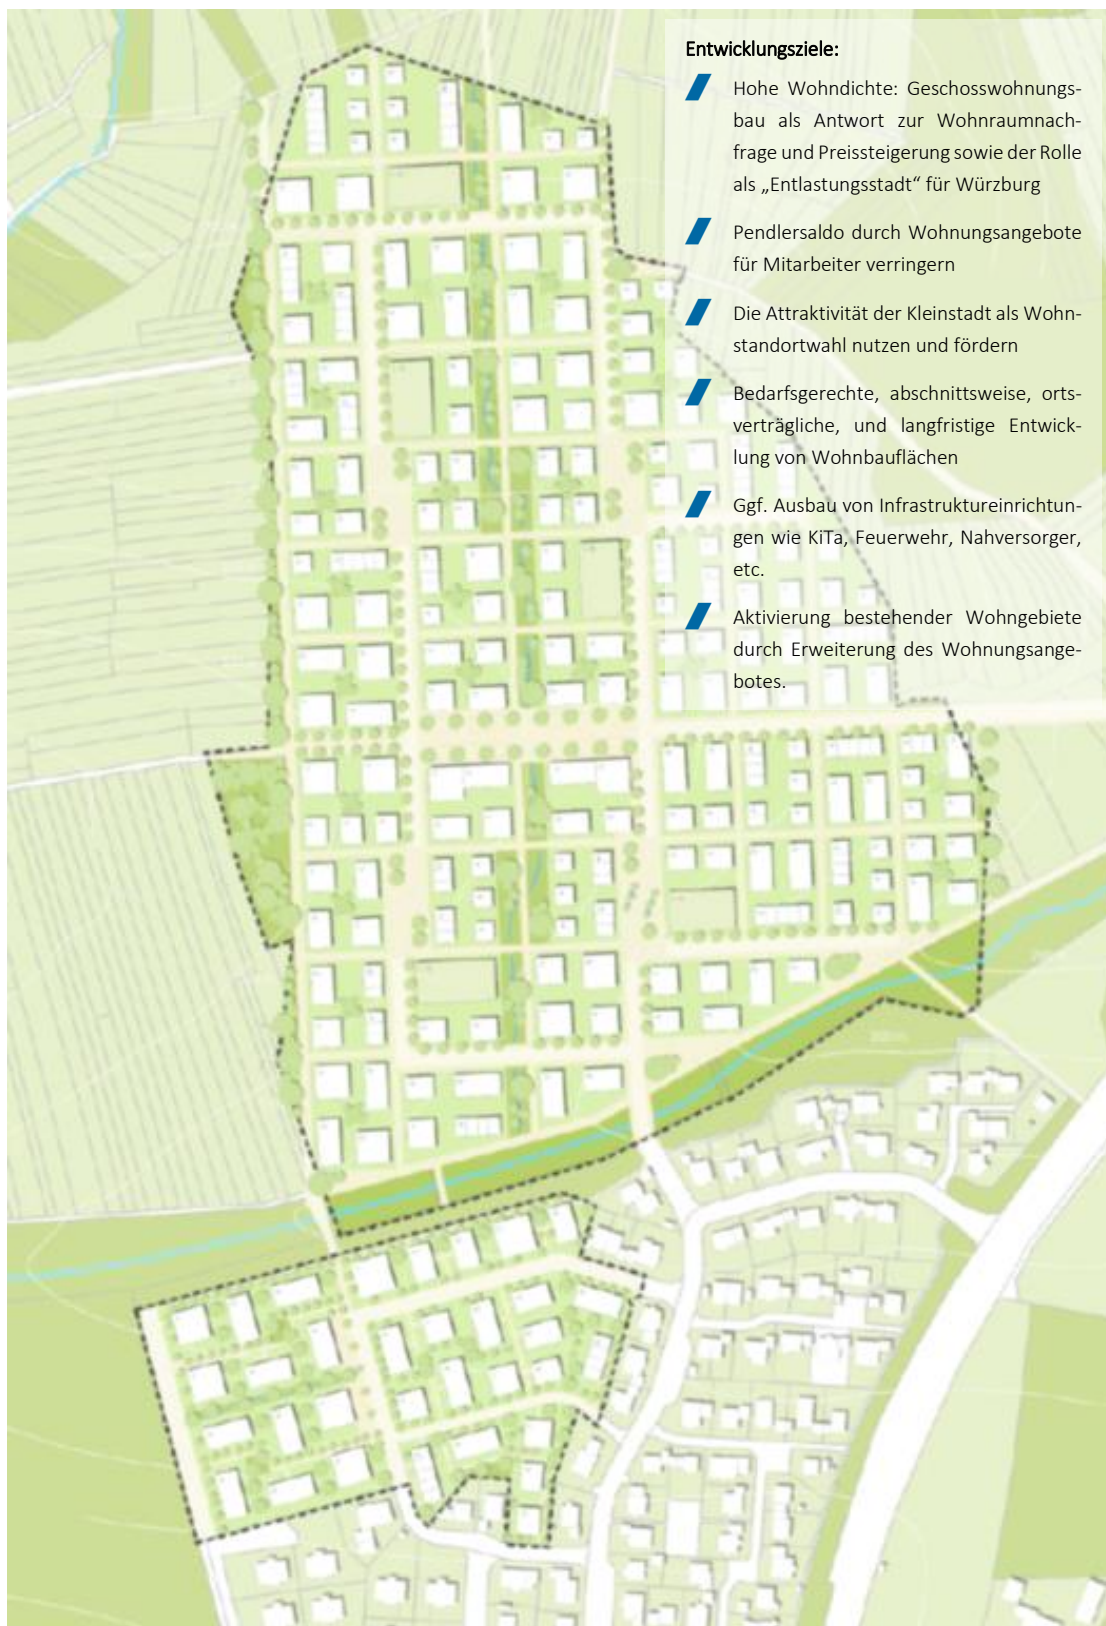 Entwicklungsziele:
Hohe Wohndichte: Geschosswohnungs-
bau als Antwort zur Wohnraumnach-
frage und Preissteigerung sowie der Rolle
als „Entlastungsstadt“ für Würzburg
Pendlersaldo durch Wohnungsangebote
für Mitarbeiter verringern
Die Attraktivität der Kleinstadt als Wohn-
standortwahl nutzen und fördern
Bedarfsgerechte, abschnittsweise, orts-
verträgliche, und langfristige Entwick-
lung von Wohnbauflächen
Ggf. Ausbau von Infrastruktureinrichtun-
gen wie KiTa, Feuerwehr, Nahversorger,
etc.
Aktivierung bestehender Wohngebiete
durch Erweiterung des Wohnungsange-
botes.